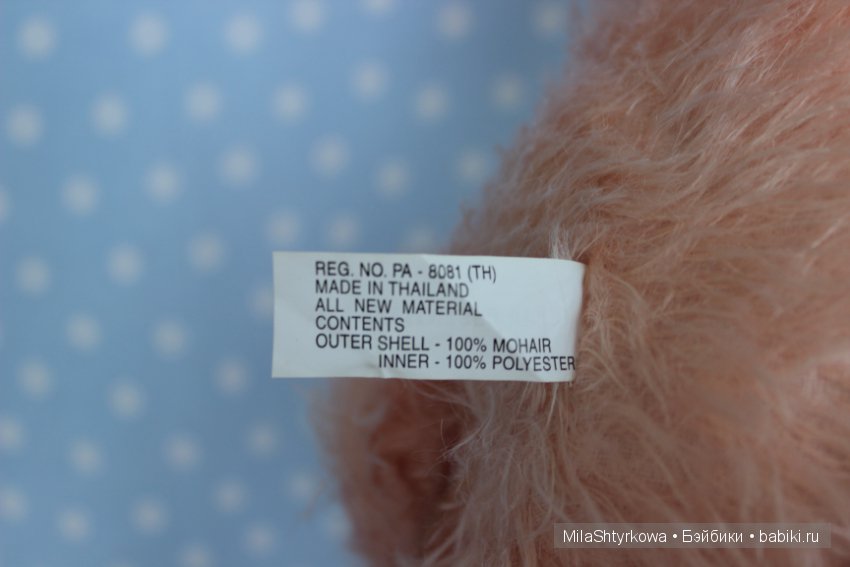 REG. NO. PA - 8081 (TH)
MADE IN THAILAND
ALL NEW MATERIAL
CONTENTS
OUTER SHELL - 100% MOHAIR
INNER - 100% POLYESTER
MilaShtyrkowa • Бэйбики • babiki.ru